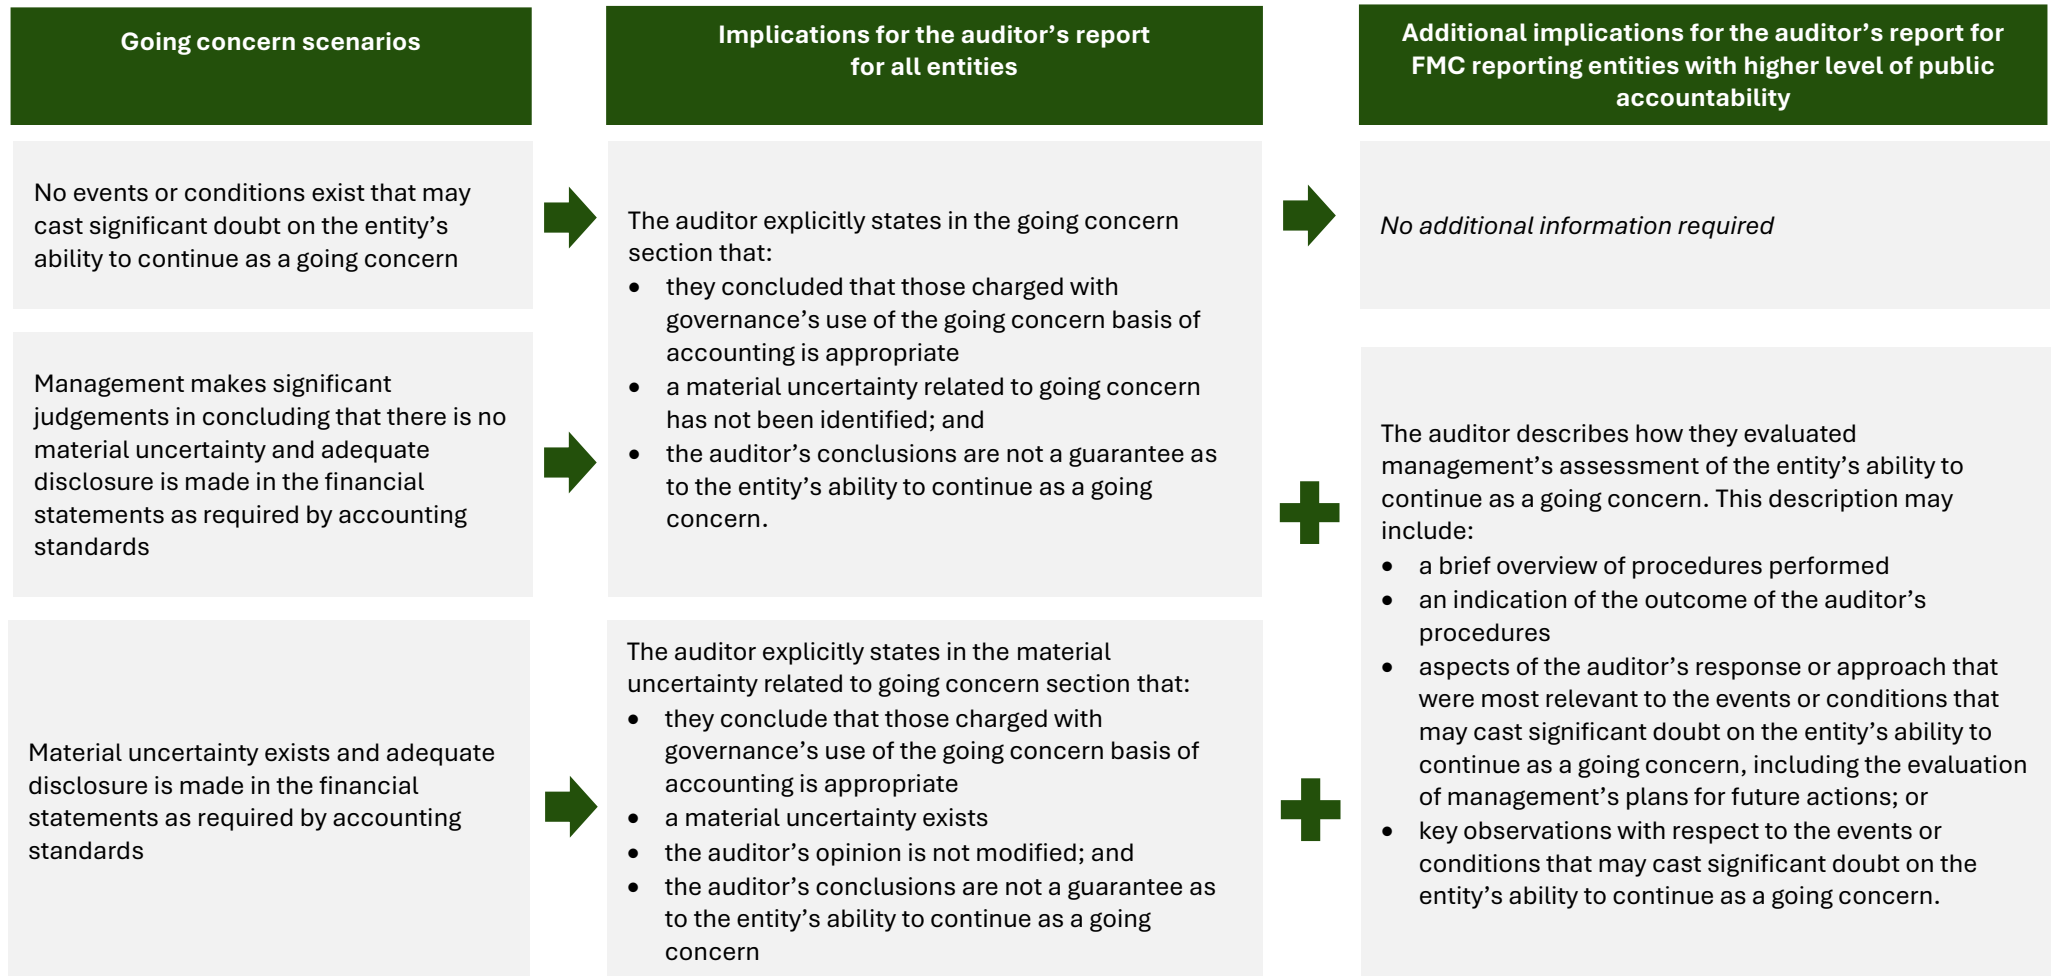 Going concern scenarios
Implications for the auditor’s report
for all entities
Additional implications for the auditor’s report for
FMC reporting entities with higher level of public
accountability
No events or conditions exist that may
cast significant doubt on the entity’s
ability to continue as a going concern
Management makes significant
judgements in concluding that there is no
material uncertainty and adequate
disclosure is made in the financial
statements as required by accounting
standards
The auditor explicitly states in the going concern
section that:
• they concluded that those charged with
governance’s use of the going concern basis of
accounting is appropriate
• a material uncertainty related to going concern
has not been identified; and
• the auditor’s conclusions are not a guarantee as
to the entity’s ability to continue as a going
concern.
No additional information required
Material uncertainty exists and adequate
disclosure is made in the financial
statements as required by accounting
standards
The auditor explicitly states in the material
uncertainty related to going concern section that:
• they conclude that those charged with
governance’s use of the going concern basis of
accounting is appropriate
• a material uncertainty exists
• the auditor’s opinion is not modified; and
• the auditor’s conclusions are not a guarantee as
to the entity’s ability to continue as a going
concern
The auditor describes how they evaluated
management’s assessment of the entity’s ability to
continue as a going concern. This description may
include:
• a brief overview of procedures performed
• an indication of the outcome of the auditor’s
procedures
• aspects of the auditor’s response or approach that
were most relevant to the events or conditions that
may cast significant doubt on the entity’s ability to
continue as a going concern, including the evaluation
of management’s plans for future actions; or
• key observations with respect to the events or
conditions that may cast significant doubt on the
entity’s ability to continue as a going concern.